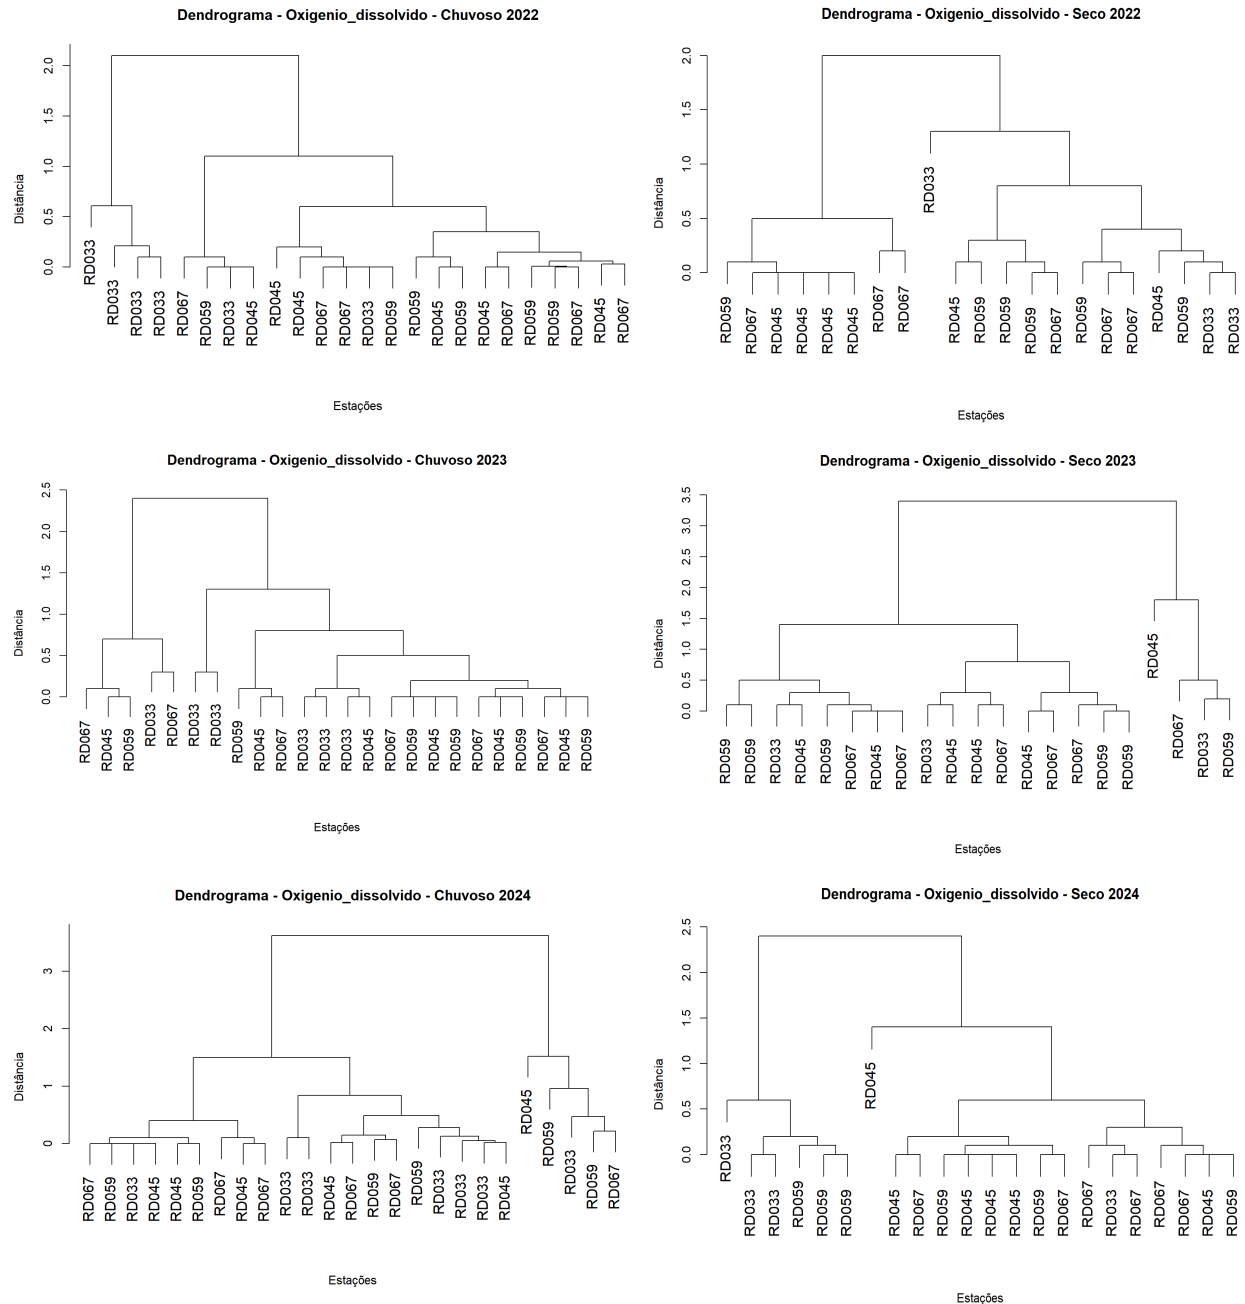 Dendrograma - Oxigenio_dissolvido - Chuvoso 2022
Distância
0.0 0.5 1.0 1.5 2.0
RD033 RD033 RD033 RD033 RD067 RD059 RD033 RD045 RD045 RD045 RD067 RD067 RD033 RD059 RD059 RD045 RD059 RD045 RD067 RD059 RD059 RD067 RD045 RD067
Estações
Dendrograma - Oxigenio_dissolvido - Seco 2022
Distância
0.0 0.5 1.0 1.5 2.0
RD059 RD067 RD045 RD045 RD045 RD045 RD067 RD067 RD033 RD045 RD059 RD059 RD059 RD067 RD059 RD067 RD067 RD045 RD059 RD033 RD033
Estações
Dendrograma - Oxigenio_dissolvido - Chuvoso 2023
Distância
0.0 0.5 1.0 1.5 2.0 2.5
RD067 RD045 RD059 RD033 RD067 RD033 RD033 RD059 RD045 RD067 RD033 RD033 RD033 RD045 RD067 RD059 RD045 RD059 RD067 RD045 RD067 RD059 RD045 RD059
Estações
Dendrograma - Oxigenio_dissolvido - Seco 2023
Distância
0.0 0.5 1.0 1.5 2.0 2.5 3.0 3.5
RD059 RD059 RD033 RD045 RD059 RD067 RD045 RD067 RD033 RD045 RD045 RD067 RD045 RD067 RD067 RD059 RD059 RD045 RD067 RD033 RD059
Estações
Dendrograma - Oxigenio_dissolvido - Chuvoso 2024
Distância
0 1 2 3
RD067 RD059 RD033 RD045 RD045 RD059 RD067 RD045 RD067 RD033 RD033 RD045 RD067 RD059 RD067 RD059 RD033 RD033 RD033 RD045 RD045 RD059 RD033 RD059 RD067
Estações
Dendrograma - Oxigenio_dissolvido - Seco 2024
Distância
0.0 0.5 1.0 1.5 2.0 2.5
RD033 RD033 RD033 RD059 RD059 RD059 RD045 RD045 RD067 RD059 RD045 RD045 RD045 RD059 RD067 RD067 RD033 RD067 RD067 RD067 RD045 RD059
Estações